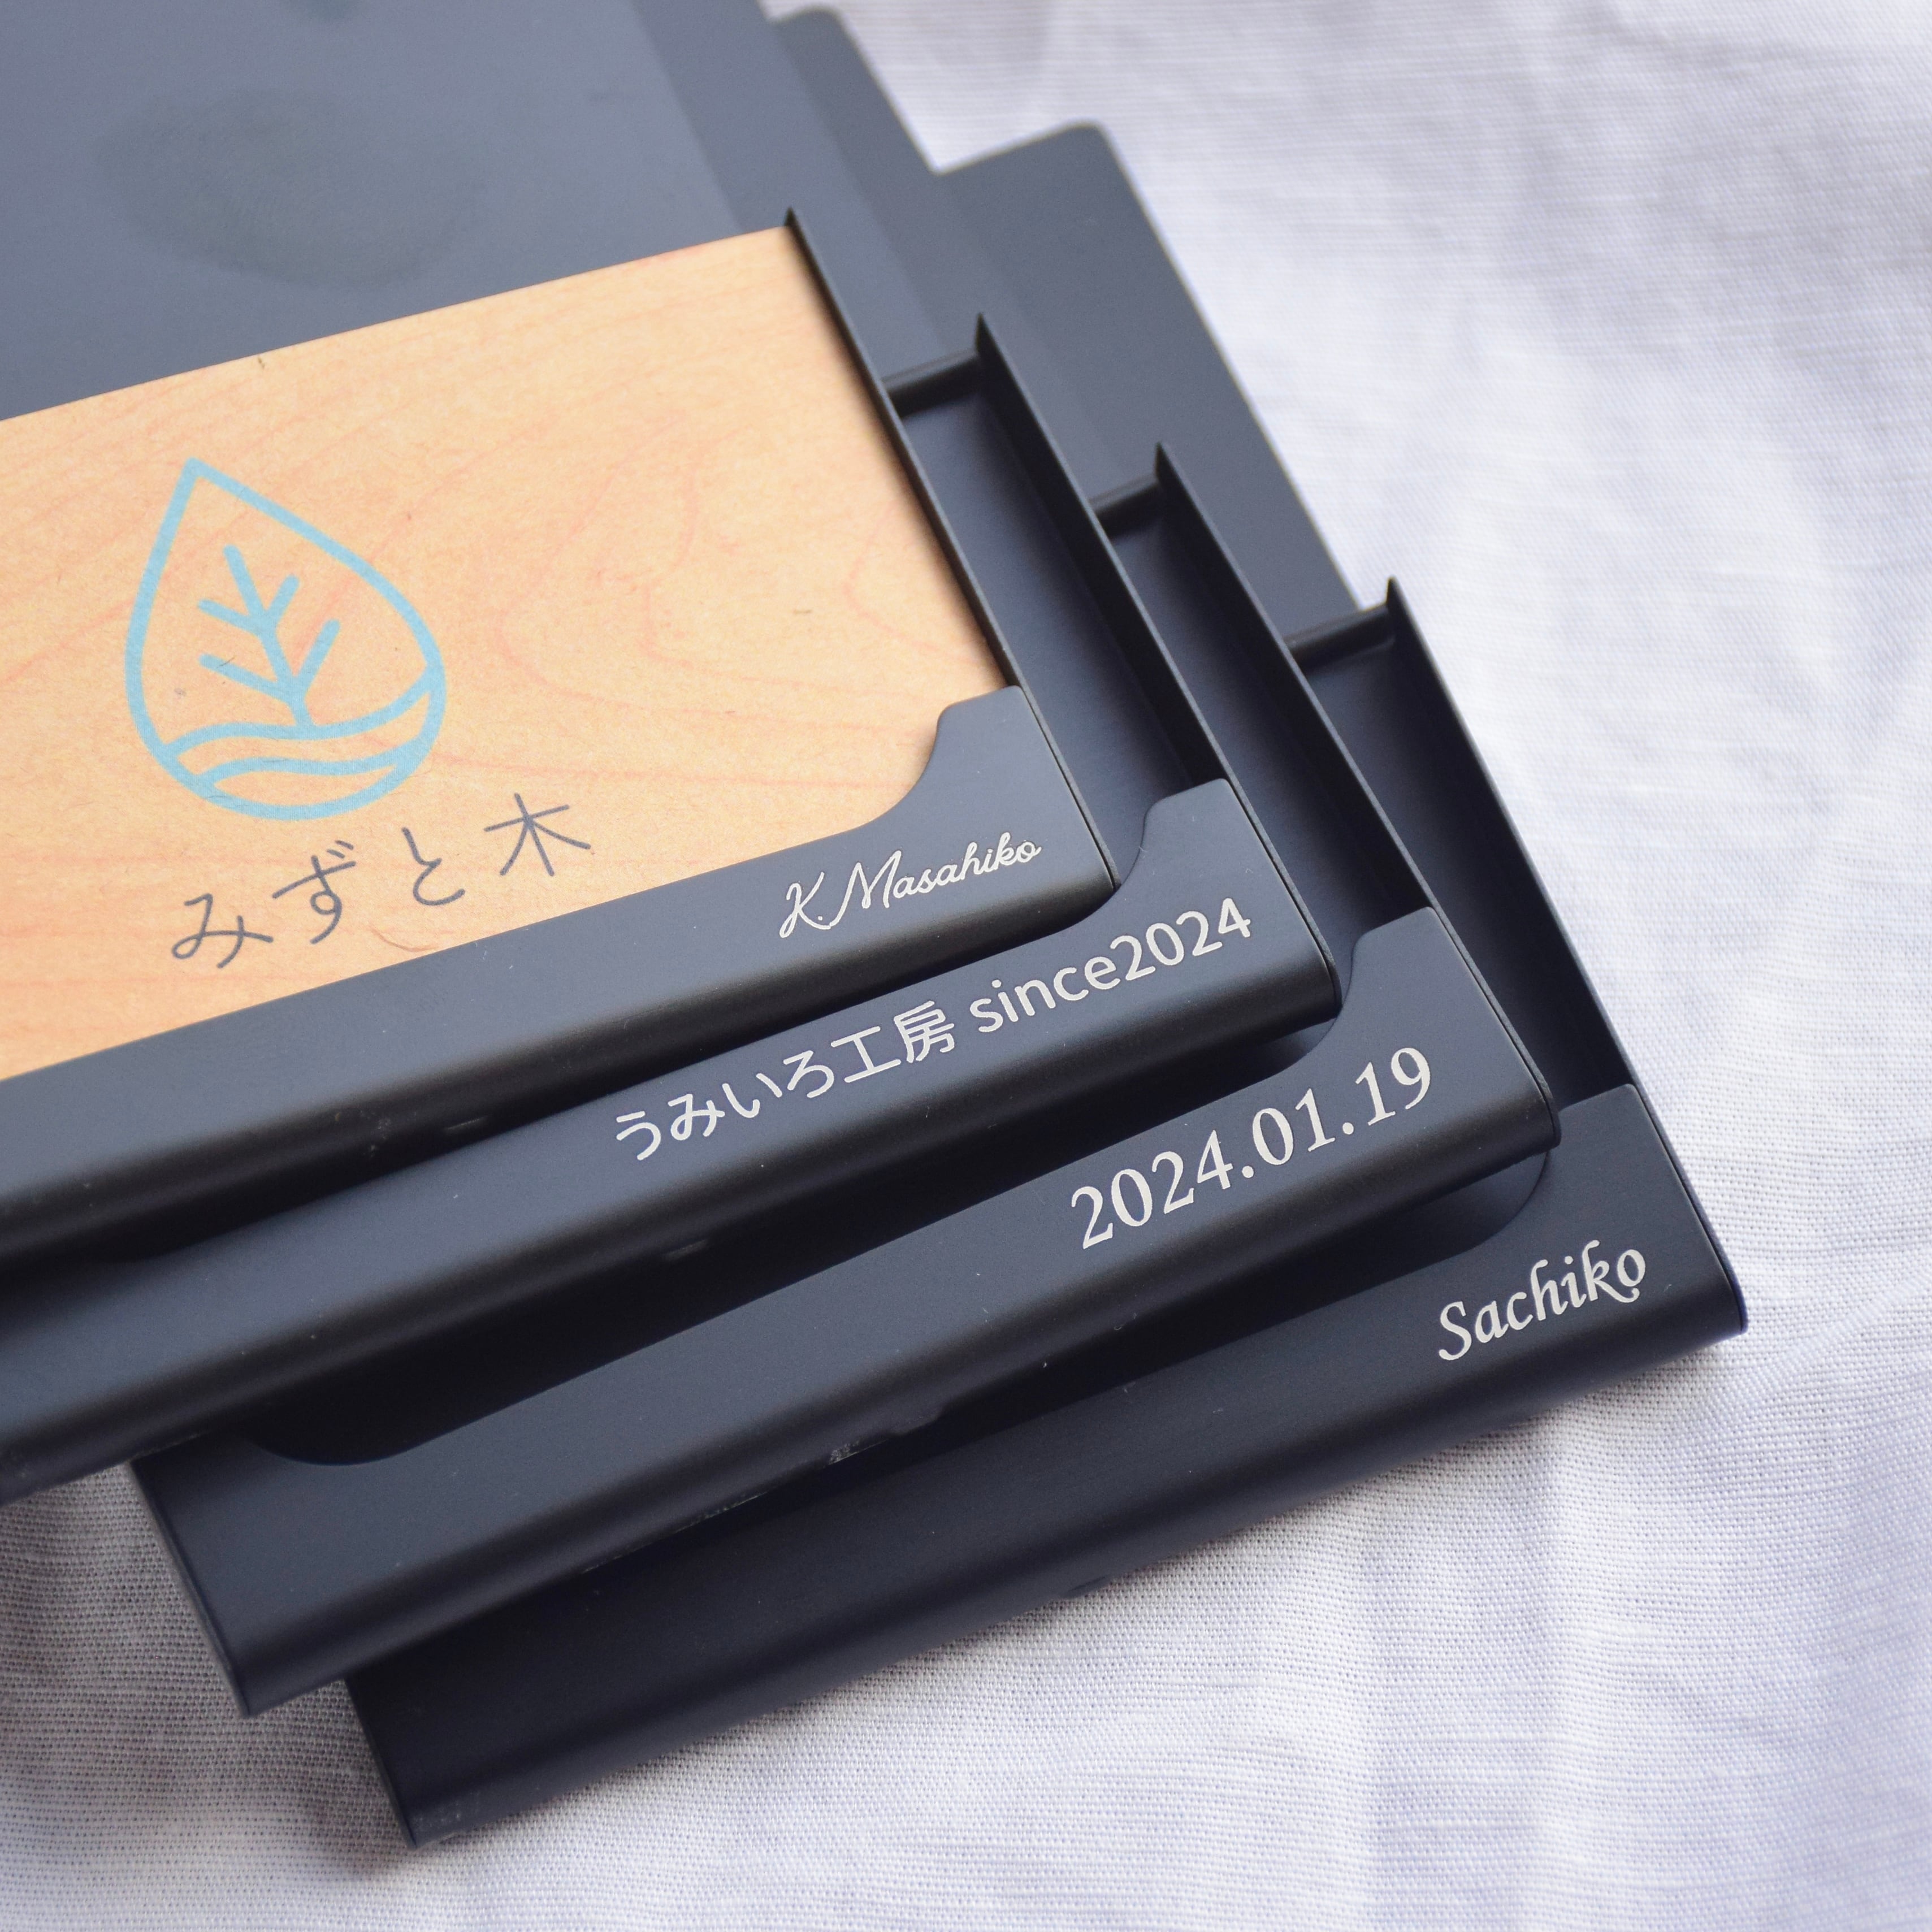 みずと木
K.Masahiko
うみいろ工房 since2024
2024.01.19
Sachiko